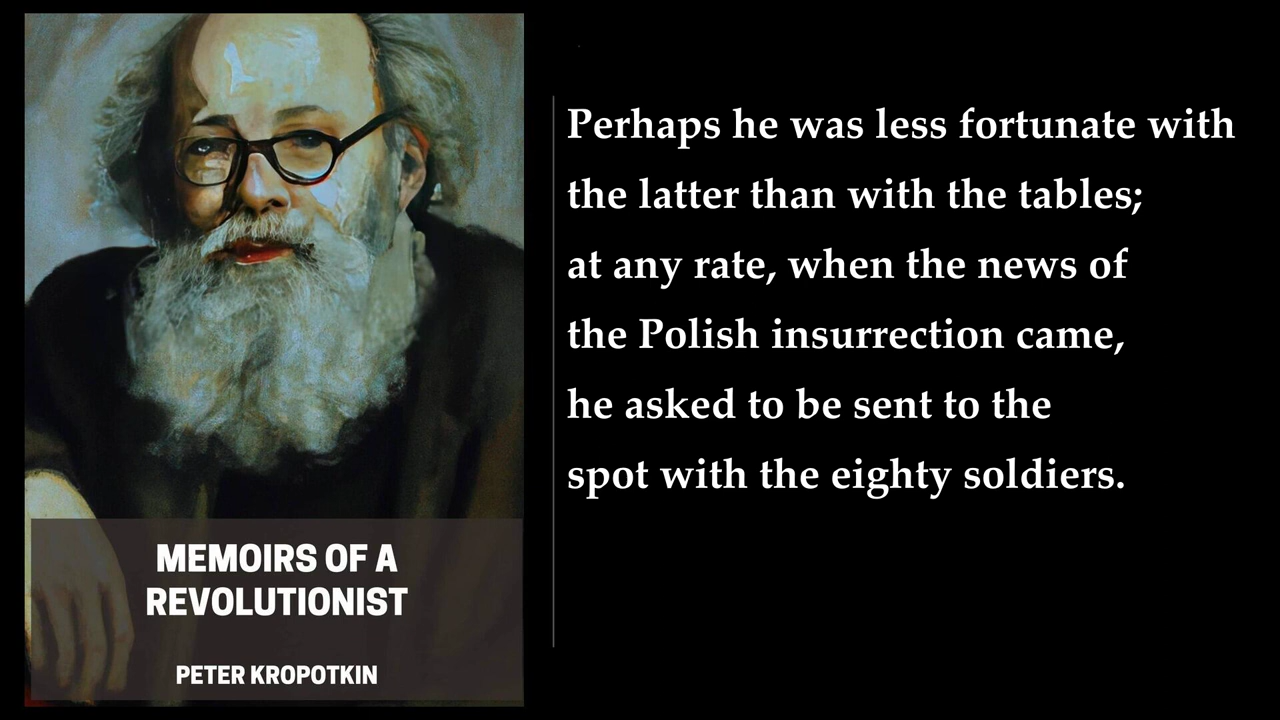 Perhaps he was less fortunate with
the latter than with the tables;
at any rate, when the news of
the Polish insurrection came,
he asked to be sent to the
spot with the eighty soldiers.
MEMOIRS OF A
REVOLUTIONIST
PETER KROPOTKIN